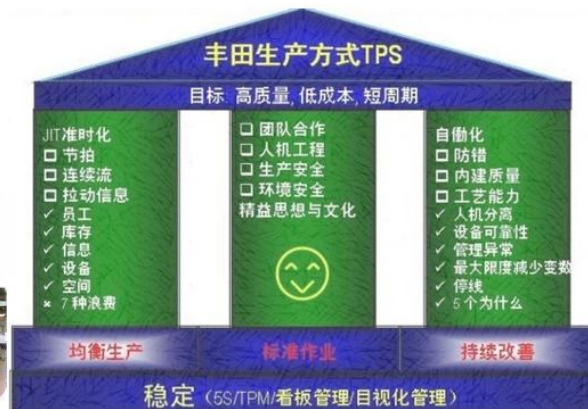 丰田生产方式TPS
目标: 高质量, 低成本, 短周期
JIT准时化
□ 节拍
□ 连续流
□ 拉动信息
✓ 员工
✓ 库存
✓ 信息
✓ 设备
✓ 空间
× 7种浪费
□ 团队合作
□ 人机工程
□ 生产安全
□ 环境安全
精益思想与文化
自働化
□ 防错
□ 内建质量
□ 工艺能力
✓ 人机分离
✓ 设备可靠性
✓ 管理异常
✓ 最大限度减少变数
✓ 停线
✓ 5个为什么
均衡生产
标准作业
持续改善
稳定（5S/TPM/看板管理/目视化管理）